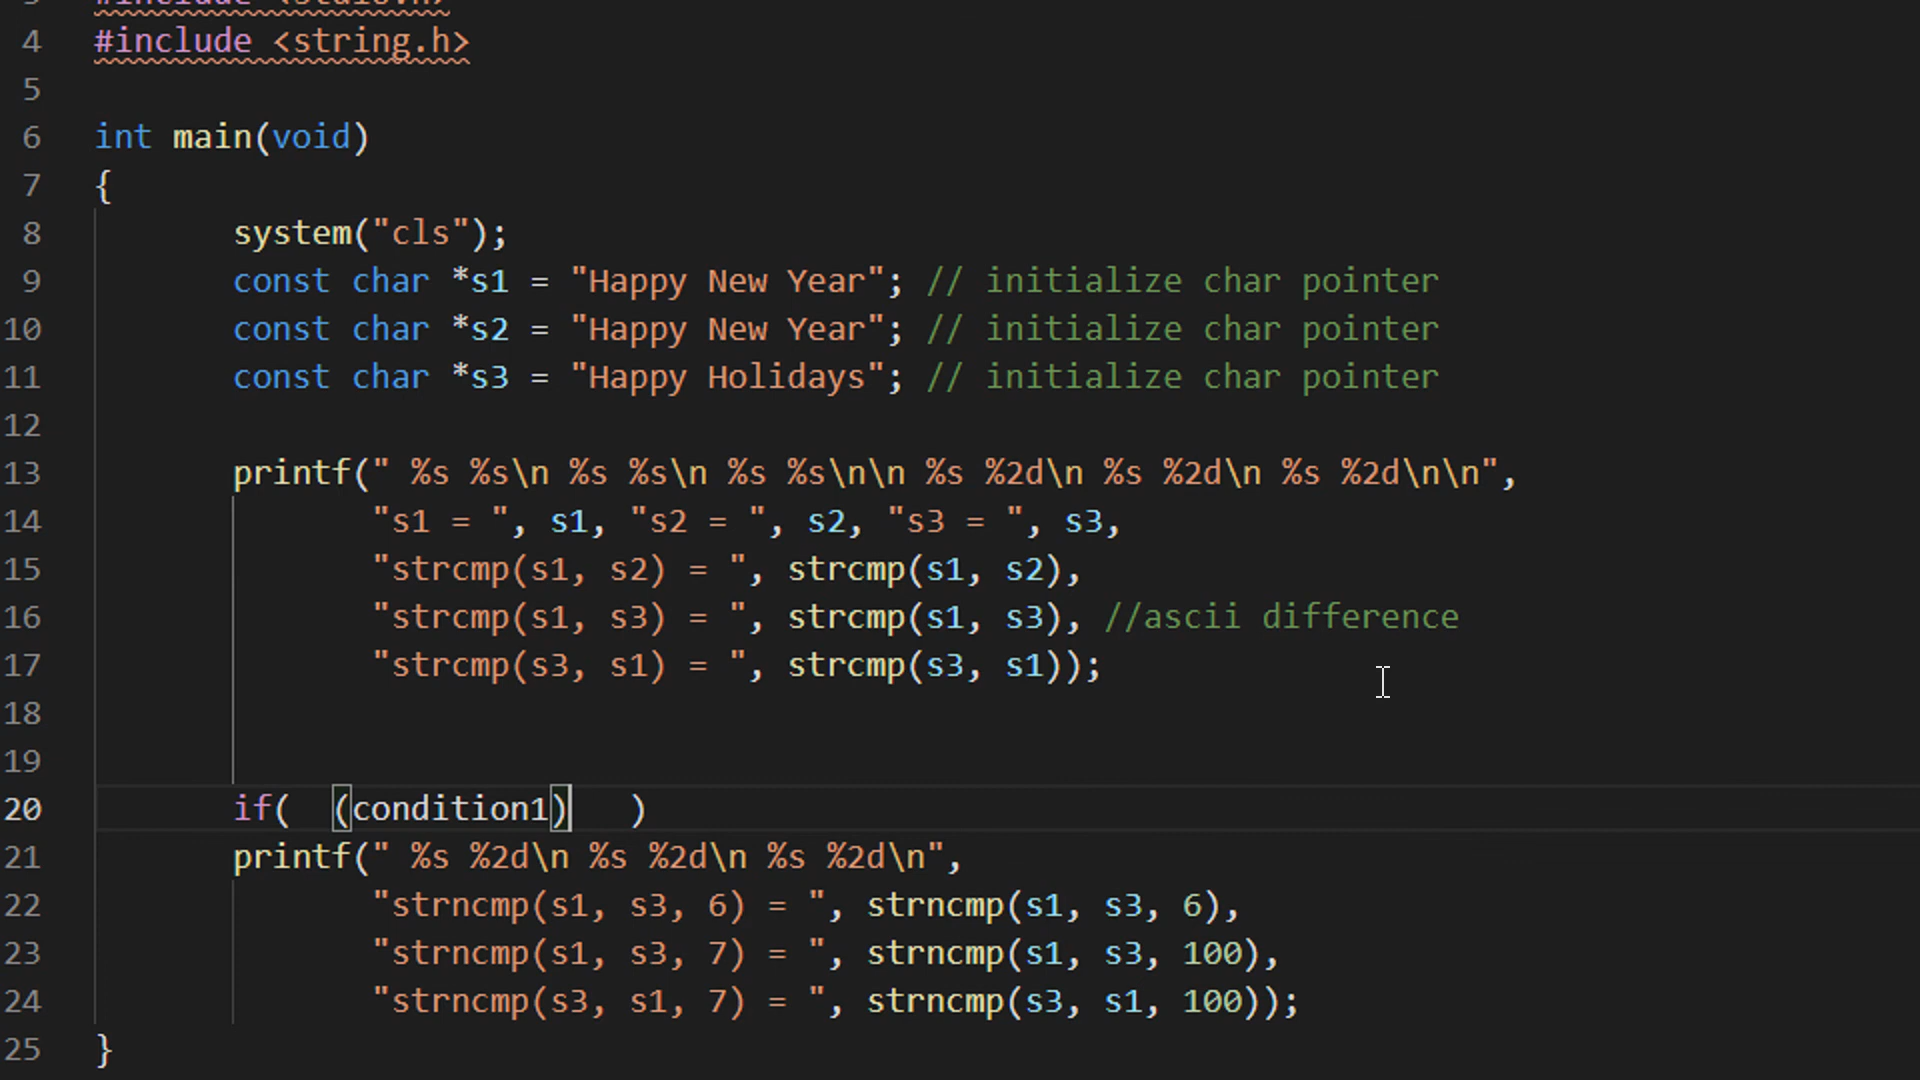 #include <stdio.h>
4 #include <string.h>
5
6 int main(void)
7 {
8 system("cls");
9 const char *s1 = "Happy New Year"; // initialize char pointer
10 const char *s2 = "Happy New Year"; // initialize char pointer
11 const char *s3 = "Happy Holidays"; // initialize char pointer
12
13 printf(" %s %s\n %s %s\n %s %s\n\n %s %2d\n %s %2d\n %s %2d\n\n",
14 "s1 = ", s1, "s2 = ", s2, "s3 = ", s3,
15 "strcmp(s1, s2) = ", strcmp(s1, s2),
16 "strcmp(s1, s3) = ", strcmp(s1, s3), //ascii difference
17 "strcmp(s3, s1) = ", strcmp(s3, s1));
18
19
20 if(  (condition1)   )
21 printf(" %s %2d\n %s %2d\n %s %2d\n",
22 "strncmp(s1, s3, 6) = ", strncmp(s1, s3, 6),
23 "strncmp(s1, s3, 7) = ", strncmp(s1, s3, 100),
24 "strncmp(s3, s1, 7) = ", strncmp(s3, s1, 100));
25 }